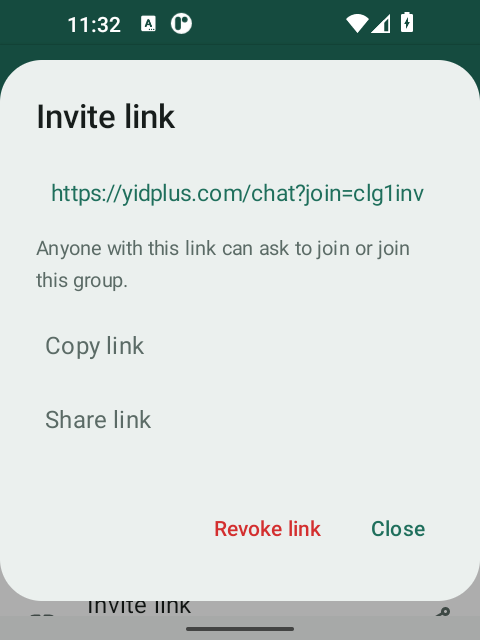 11:32
Invite link
https://yidplus.com/chat?join=clg1inv
Anyone with this link can ask to join or join
this group.
Copy link
Share link
Revoke link
Close
Invite link